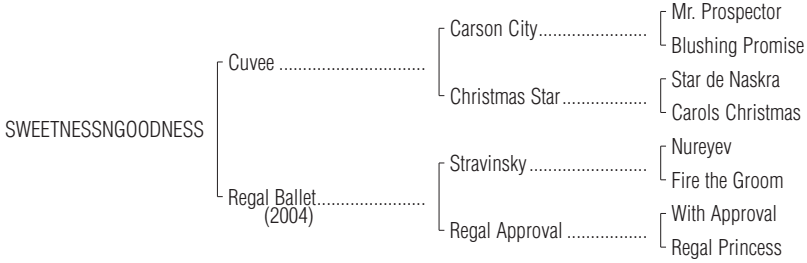 Mr. Prospector
Carson City......................
Blushing Promise
Cuvee ..............................
Star de Naskra
Christmas Star.................
Carols Christmas
SWEETNESSNGOODNESS
Nureyev
Stravinsky........................
Fire the Groom
Regal Ballet......................
(2004)
With Approval
Regal Approval ................
Regal Princess